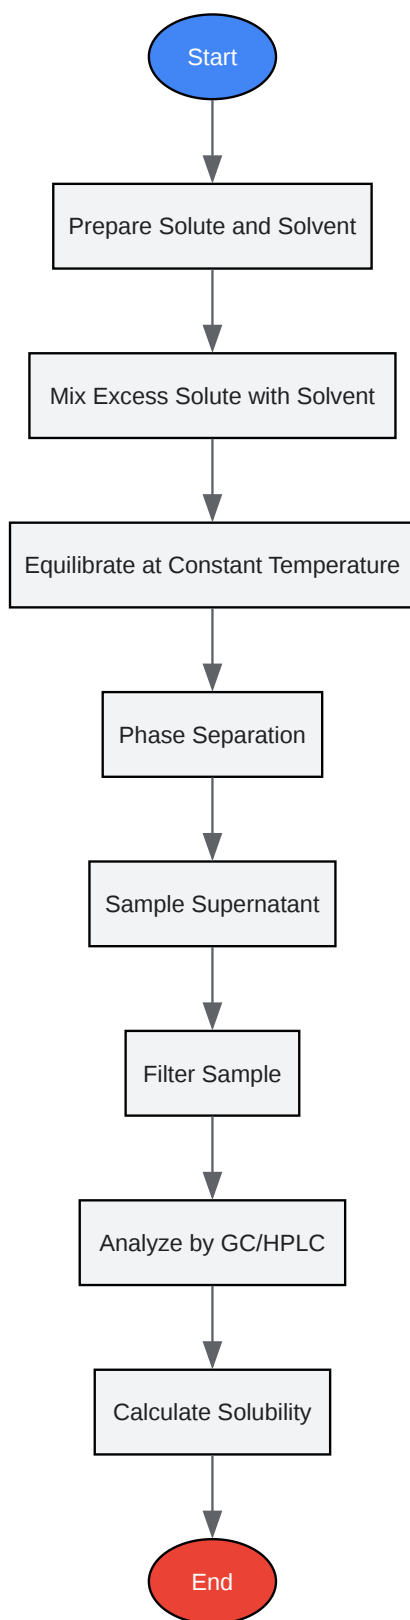 Start
Prepare Solute and Solvent
Mix Excess Solute with Solvent
Equilibrate at Constant Temperature
Phase Separation
Sample Supernatant
Filter Sample
Analyze by GC/HPLC
Calculate Solubility
End